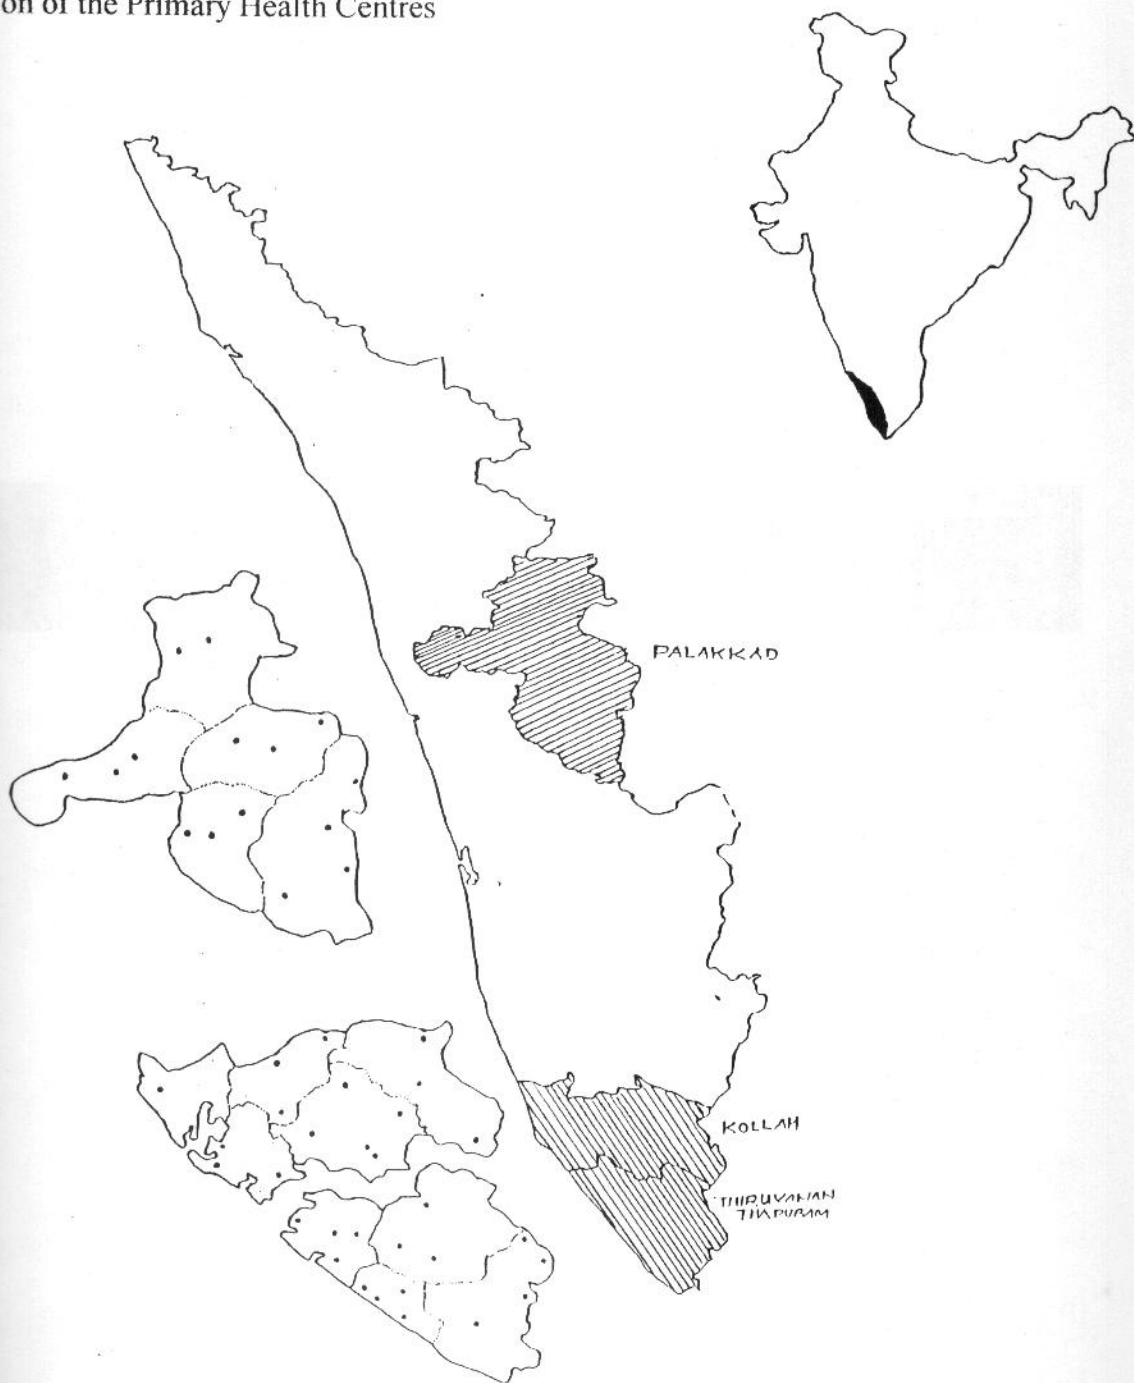 on of the Primary Health Centres
PALAKKAD
KOLLAM
THIRUVANAN
THAPURAM